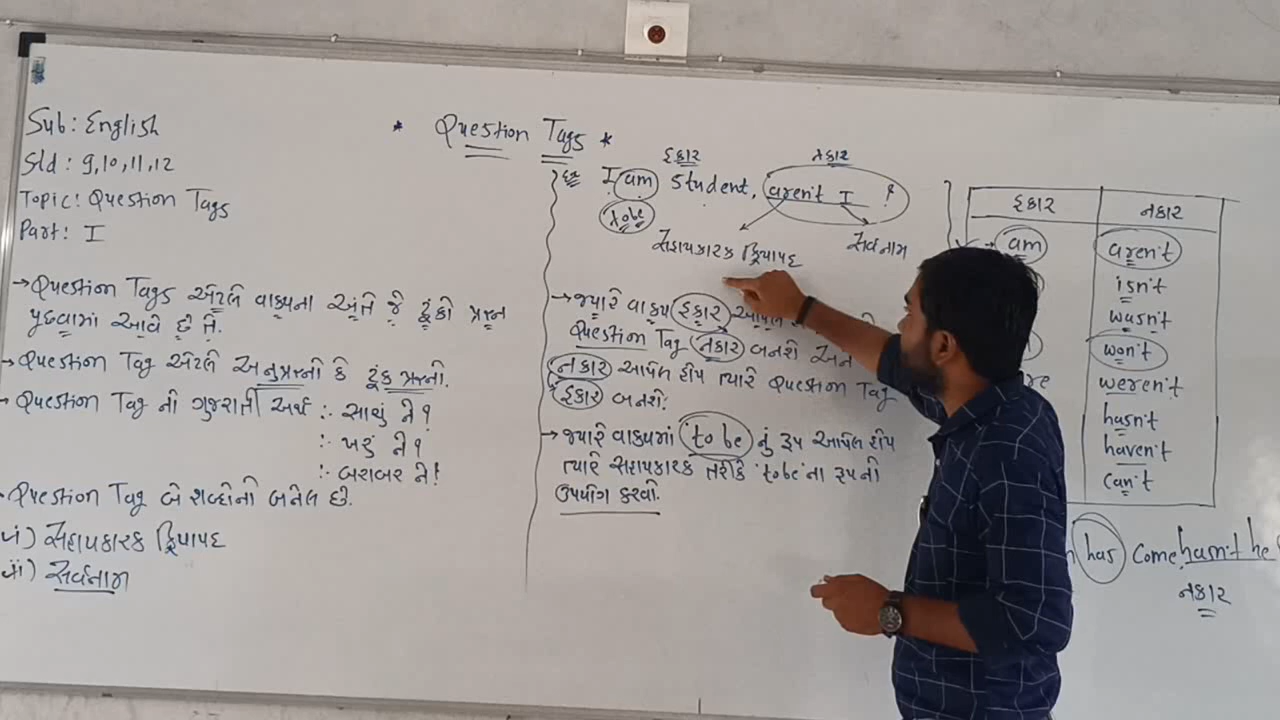 Sub: English
Std: 9,10,11,12
Topic: Question Tags
Part: I
* Question Tags *
→ Question Tags એટલે વાક્યના અંતે જે ટૂંકો પ્રશ્ન
પૂછવામાં આવે છે તે.
→ Question Tag એટલે અનુપ્રશ્નો કે ટૂંક પ્રશ્નો.
→ Question Tag ની ગુજરાતી અર્થ :- સાચું ને?
:- ખરું ને?
:- બરાબર ને!
Question Tag બે શબ્દોનો બનેલ છે.
i) સહાયકારક ક્રિયાપદ
ii) સર્વનામ
હકાર નકાર
Ex I am Student, aren't I ?
to be
સહાયકારક ક્રિયાપદ સર્વનામ
→ જ્યારે વાક્ય હકાર
Question Tag નકાર બનશે અને
નકાર આપેલ હોય ત્યારે Question Tag
હકાર બનશે.
→ જ્યારે વાક્યમાં to be નું રૂપ આપેલ હોય
ત્યારે સહાયકારક તરીકે 'to be' ના રૂપનો
ઉપયોગ કરવો.
હકાર નકાર
am aren't
isn't
wasn't
won't
weren't
hasn't
haven't
can't
has come, hasn't he
નકાર